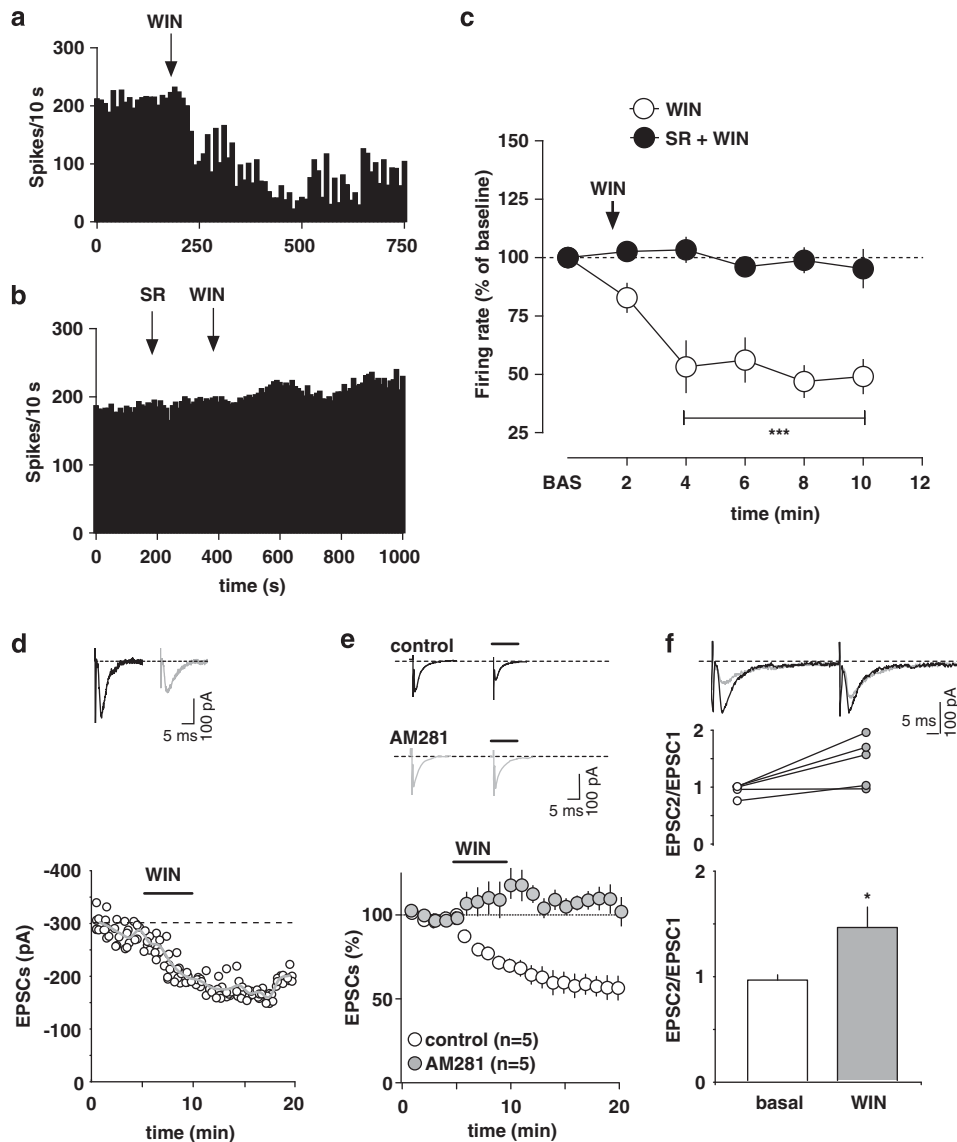 a
WIN
300
200
100
0
Spikes/10 s
0 250 500 750
b
SR WIN
300
200
100
0
Spikes/10 s
0 200 400 600 800 1000
time (s)
c
WIN
SR + WIN
150
125
100
75
50
25
Firing rate (% of baseline)
WIN
***
BAS 2 4 6 8 10 12
time (min)
d
5 ms
100 pA
-400
-300
-200
-100
0
EPSCs (pA)
WIN
0 10 20
time (min)
e
control
AM281
5 ms
100 pA
WIN
100
50
0
EPSCs (%)
control (n=5)
AM281 (n=5)
0 10 20
time (min)
f
5 ms
100 pA
2
1
0
EPSC2/EPSC1
2
1
0
EPSC2/EPSC1
*
basal WIN